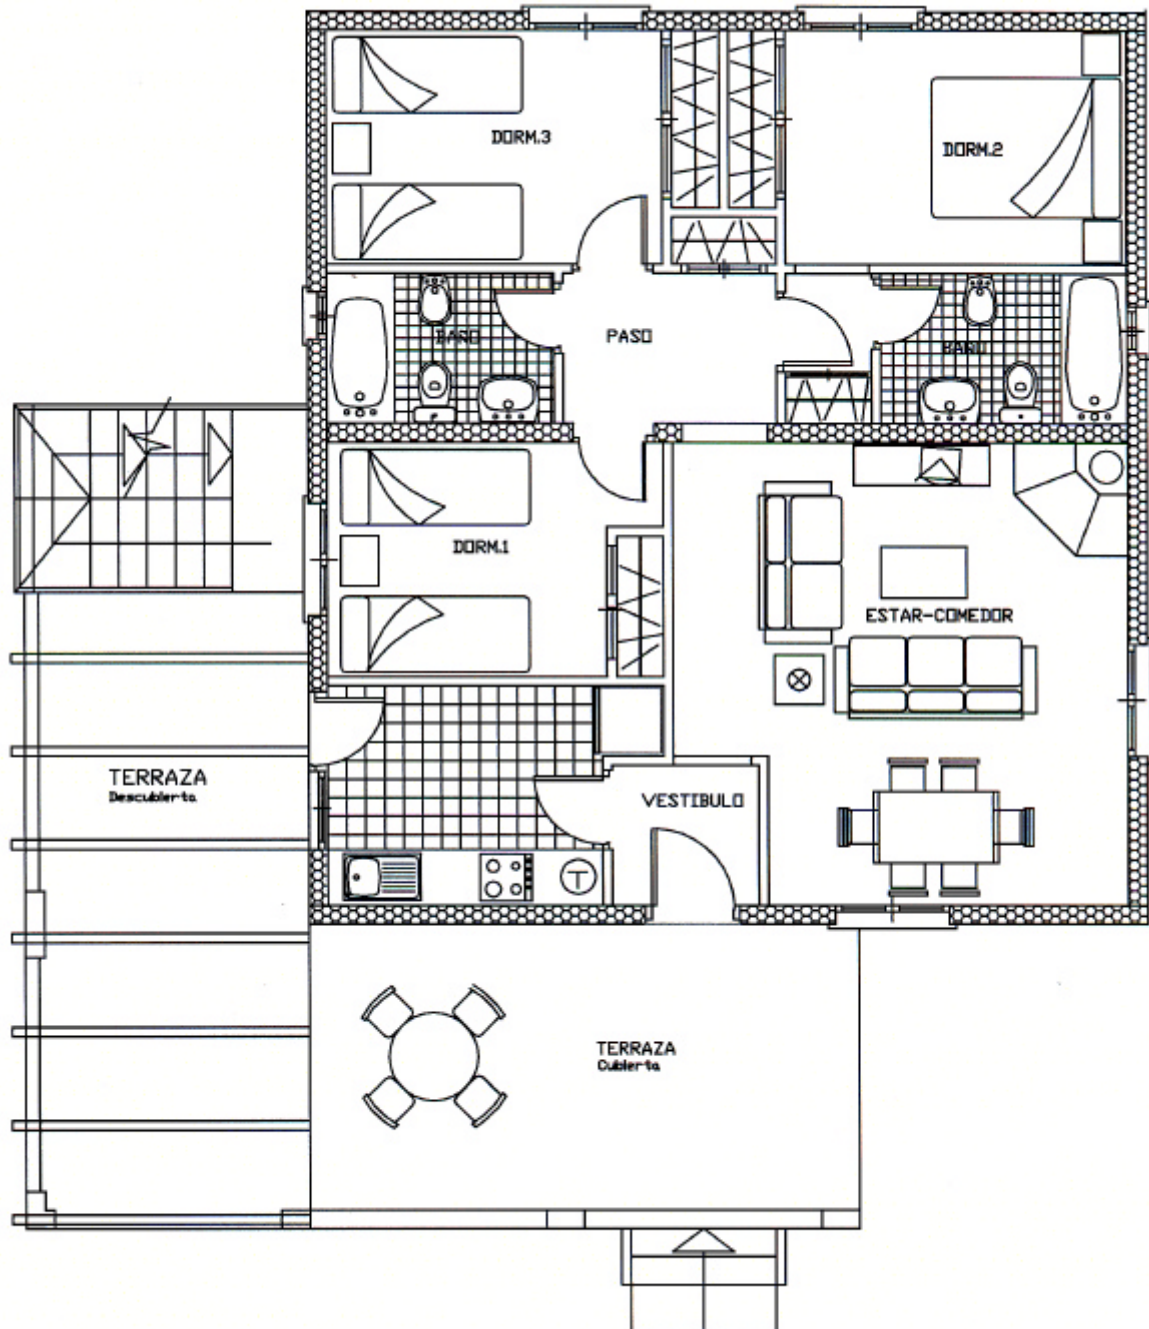 DORM.3
DORM.2
BAÑO
PASO
BAÑO
DORM.1
ESTAR-COMEDOR
TERRAZA
Descubierta
VESTIBULO
T
TERRAZA
Cubierta